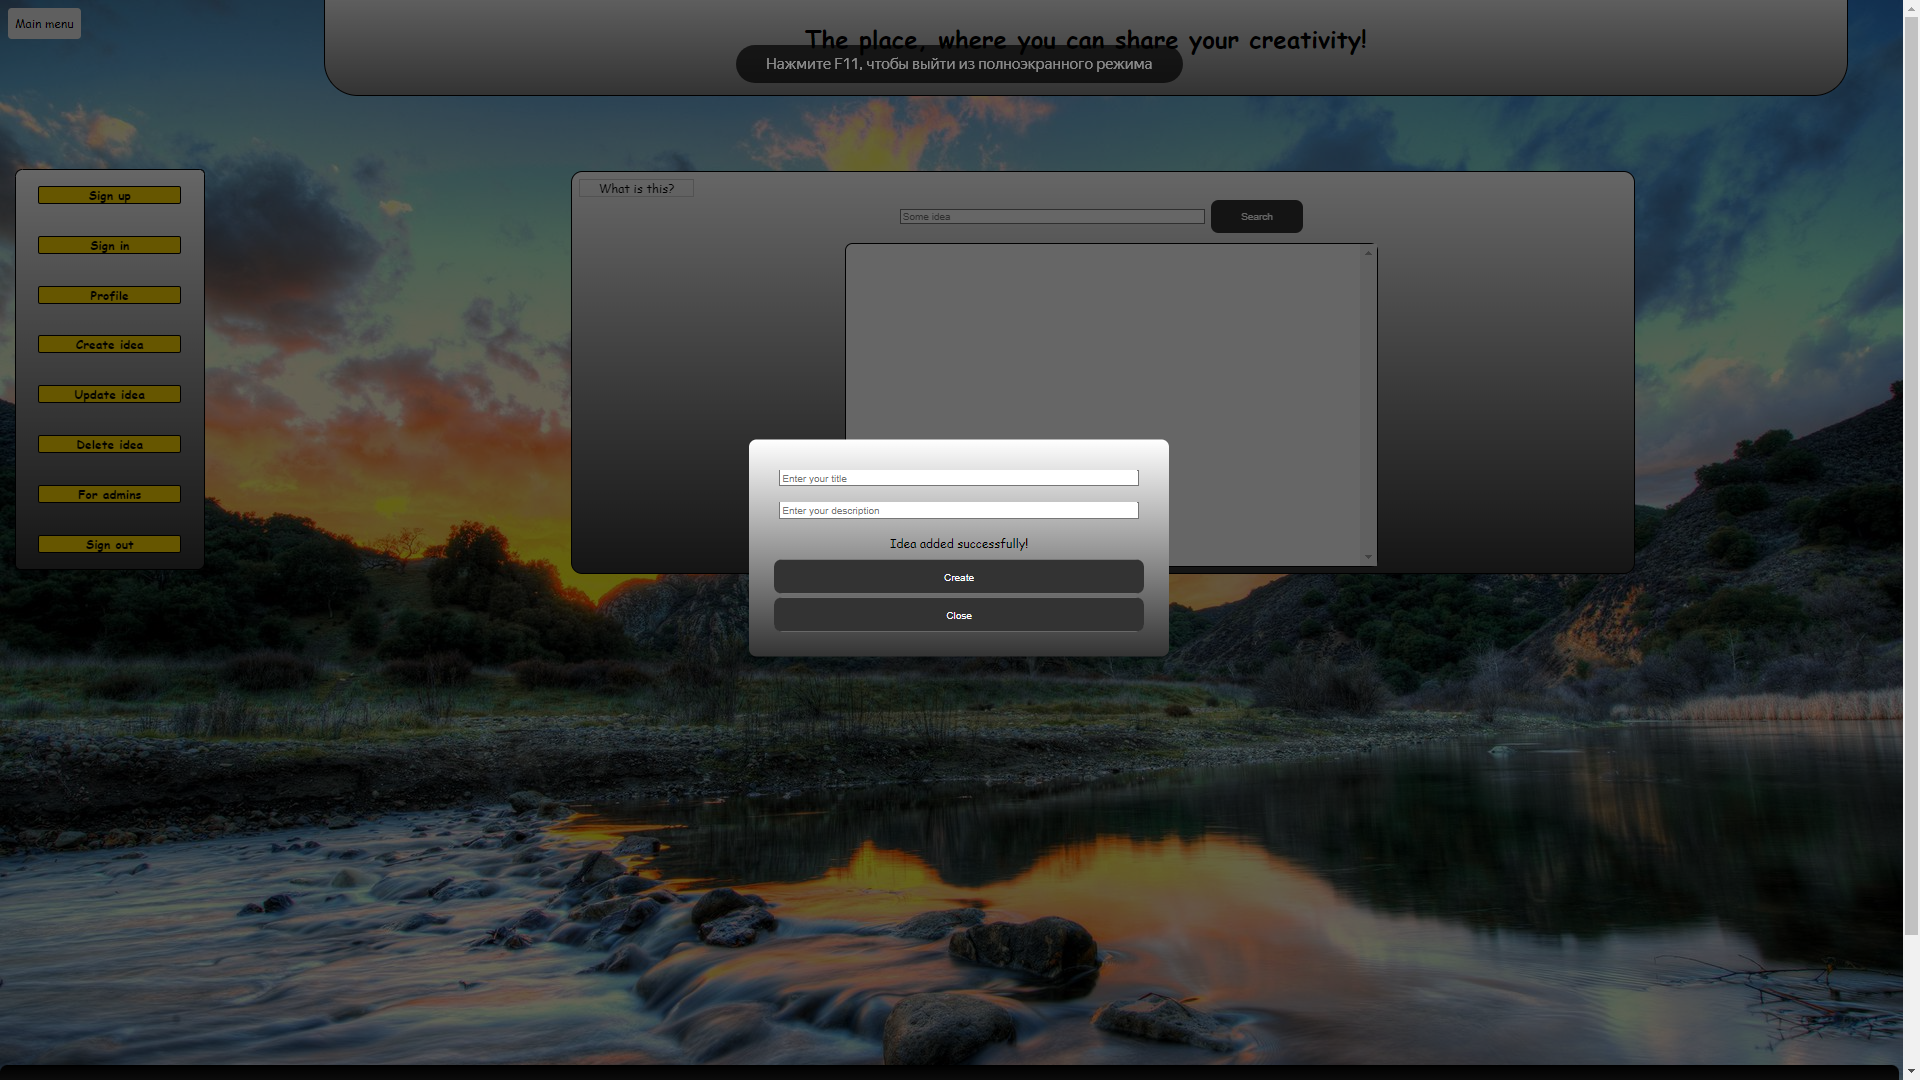 Main menu
The place, where you can share your creativity!
Нажмите F11, чтобы выйти из полноэкранного режима
Sign up
Sign in
Profile
Create idea
Update idea
Delete idea
For admins
Sign out
What is this?
Some idea
Search
Enter your title
Enter your description
Idea added successfully!
Create
Close